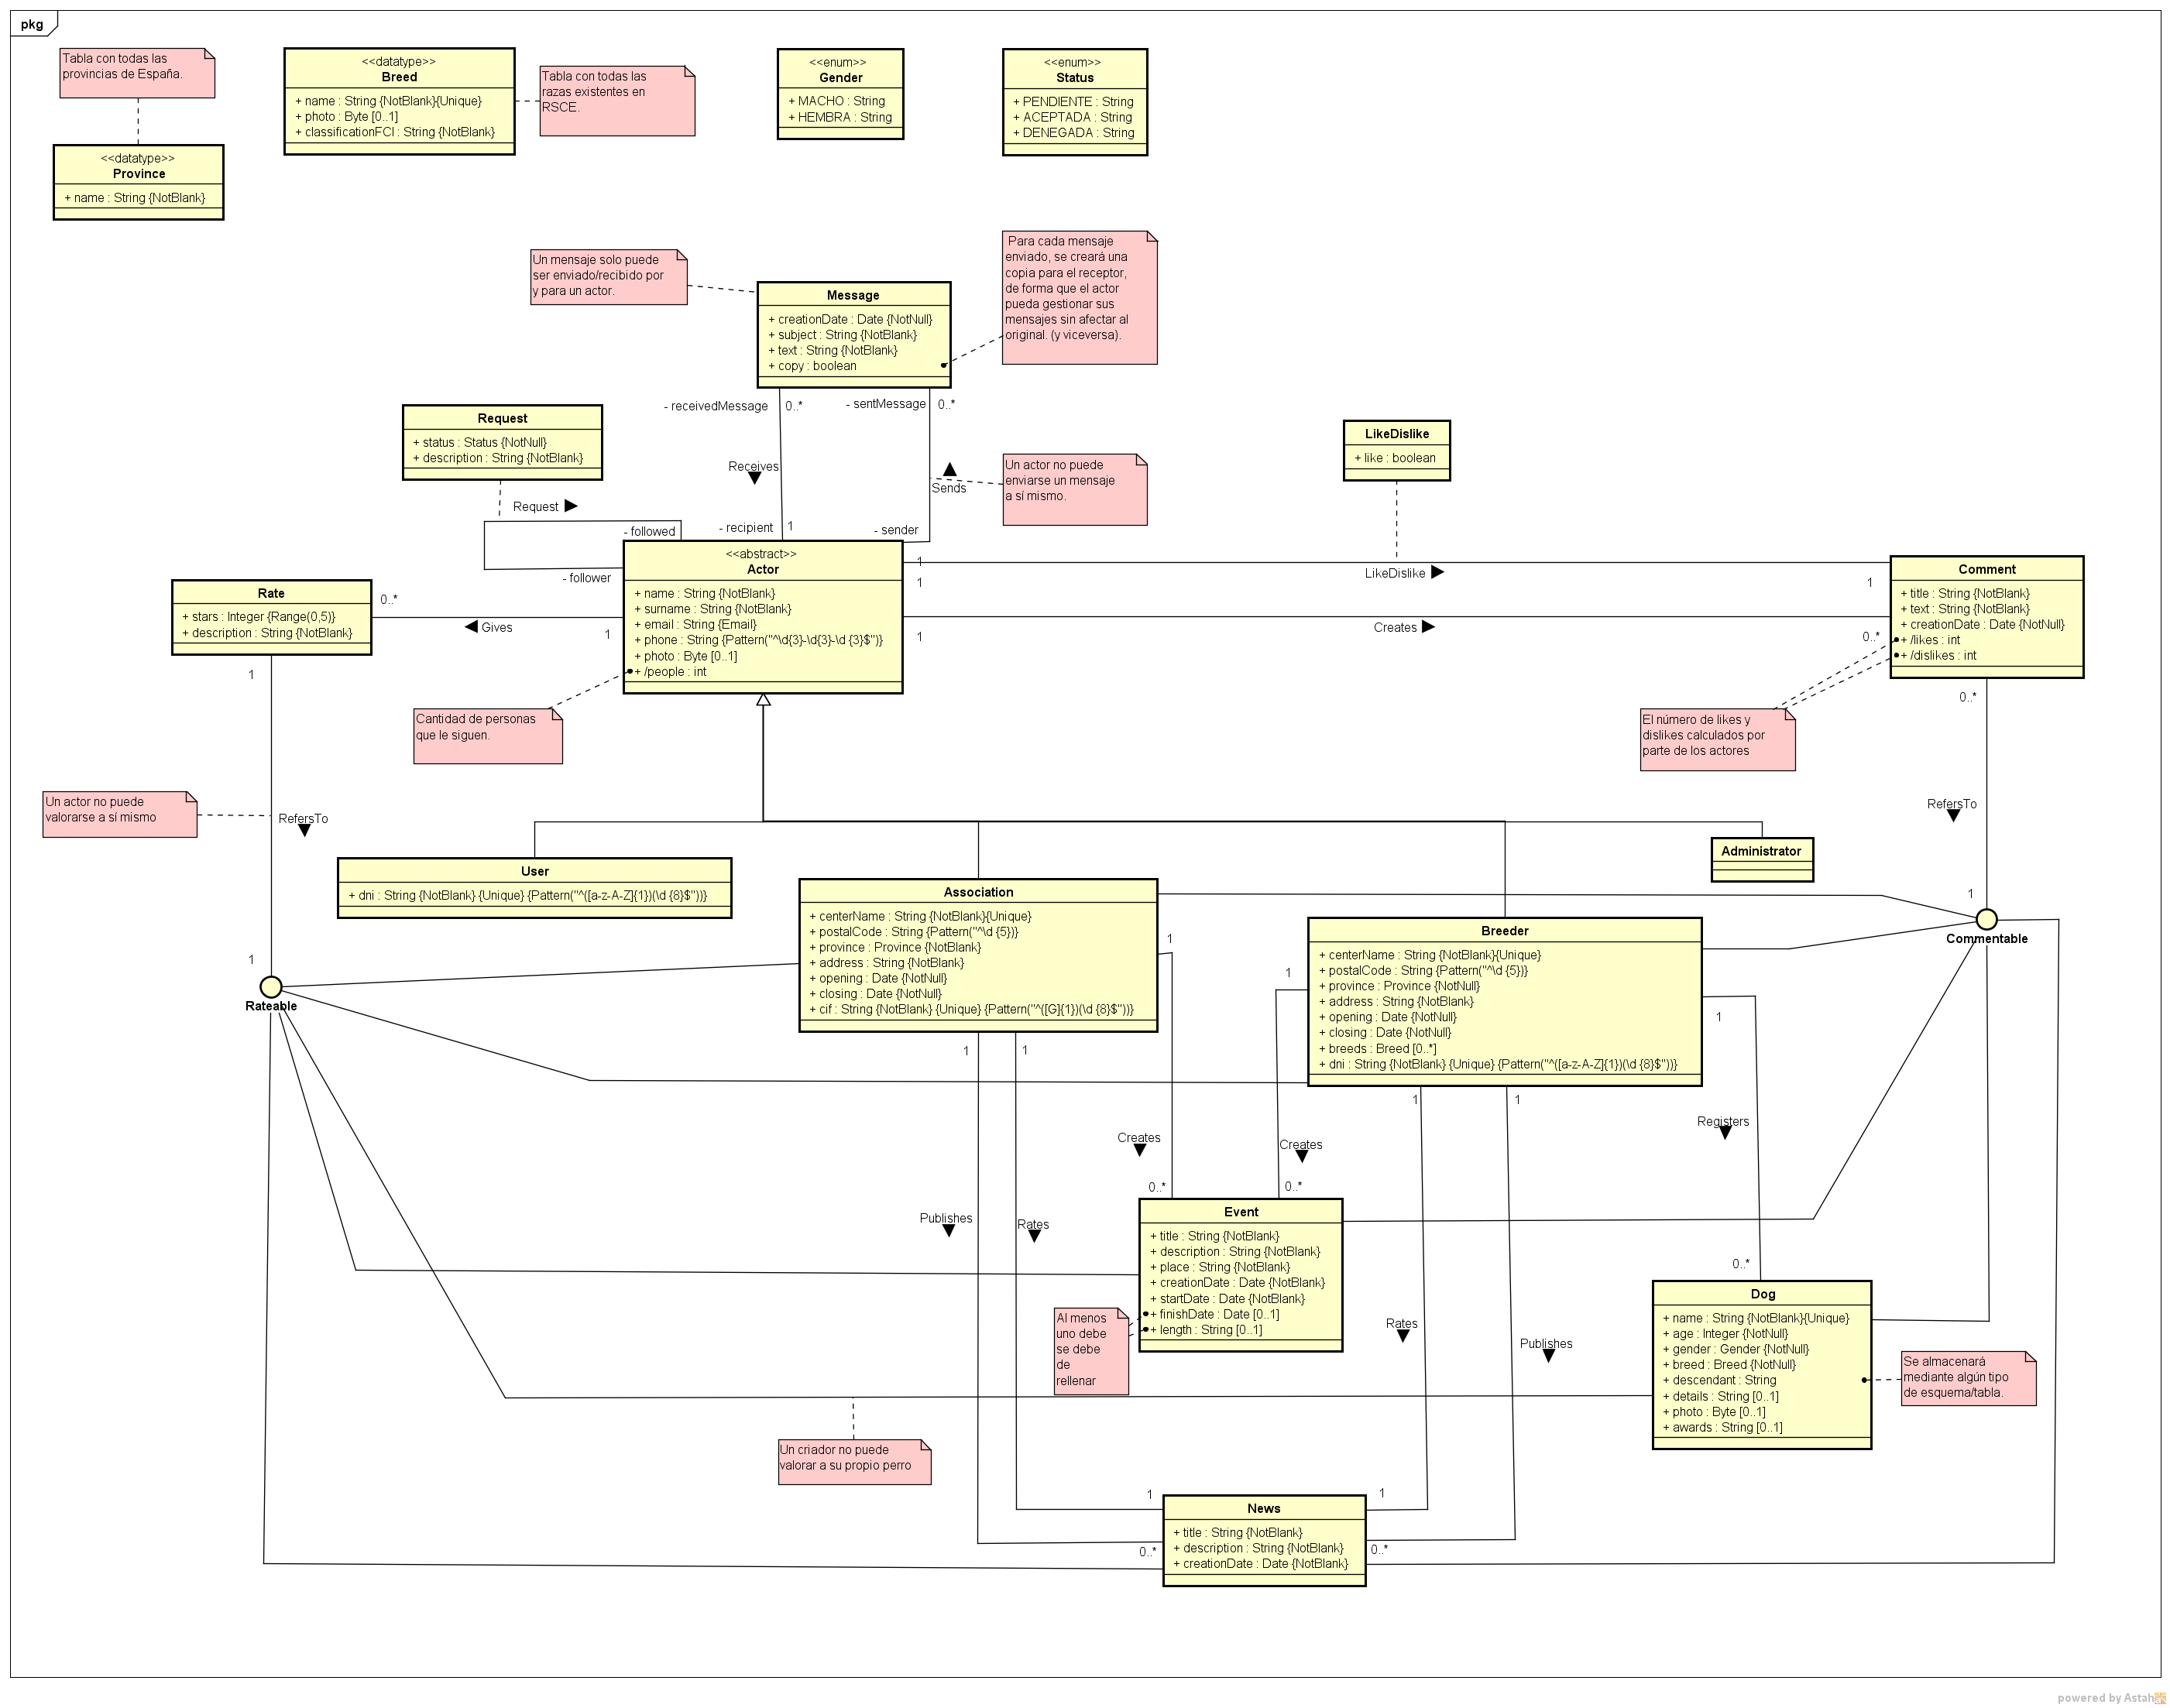 pkg
Tabla con todas las
provincias de España.
<<datatype>>
Province
+ name : String {NotBlank}
<<datatype>>
Breed
+ name : String {NotBlank}{Unique}
+ photo : Byte [0..1]
+ classificationFCI : String {NotBlank}
Tabla con todas las
razas existentes en
RSCE.
<<enum>>
Gender
+ MACHO : String
+ HEMBRA : String
<<enum>>
Status
+ PENDIENTE : String
+ ACEPTADA : String
+ DENEGADA : String
Un mensaje solo puede
ser enviado/recibido por
y para un actor.
Message
+ creationDate : Date {NotNull}
+ subject : String {NotBlank}
+ text : String {NotBlank}
+ copy : boolean
Para cada mensaje
enviado, se creará una
copia para el receptor,
de forma que el actor
pueda gestionar sus
mensajes sin afectar al
original. (y viceversa).
- receivedMessage
0..*
- sentMessage
0..*
Request
+ status : Status {NotNull}
+ description : String {NotBlank}
Receives
Sends
Un actor no puede
enviarse un mensaje
a sí mismo.
LikeDislike
+ like : boolean
Request
- followed
- follower
- recipient
1
- sender
1
<<abstract>>
Actor
+ name : String {NotBlank}
+ surname : String {NotBlank}
+ email : String {Email}
+ phone : String {Pattern("^\d{3}-\d{3}-\d {3}$")}
+ photo : Byte [0..1]
+ /people : int
1
LikeDislike
1
Creates
1
0..*
Comment
+ title : String {NotBlank}
+ text : String {NotBlank}
+ creationDate : Date {NotNull}
+ /likes : int
+ /dislikes : int
Rate
+ stars : Integer {Range(0,5)}
+ description : String {NotBlank}
0..*
Gives
1
1
Cantidad de personas
que le siguen.
El número de likes y
dislikes calculados por
parte de los actores
0..*
Un actor no puede
valorarse a sí mismo
RefersTo
RefersTo
1
User
+ dni : String {NotBlank} {Unique} {Pattern("^([a-z-A-Z]{1})(\d {8}$"))}
Administrator
Association
+ centerName : String {NotBlank}{Unique}
+ postalCode : String {Pattern("^\d {5})}
+ province : Province {NotBlank}
+ address : String {NotBlank}
+ opening : Date {NotNull}
+ closing : Date {NotNull}
+ cif : String {NotBlank} {Unique} {Pattern("^([G]{1})(\d {8}$"))}
Breeder
+ centerName : String {NotBlank}{Unique}
+ postalCode : String {Pattern("^\d {5})}
+ province : Province {NotNull}
+ address : String {NotBlank}
+ opening : Date {NotNull}
+ closing : Date {NotNull}
+ breeds : Breed [0..*]
+ dni : String {NotBlank} {Unique} {Pattern("^([a-z-A-Z]{1})(\d {8}$"))}
Commentable
1
Rateable
1
1
1
1
1
1
1
Creates
Creates
Registers
0..*
0..*
0..*
Publishes
Rates
Event
+ title : String {NotBlank}
+ description : String {NotBlank}
+ place : String {NotBlank}
+ creationDate : Date {NotBlank}
+ startDate : Date {NotBlank}
+ finishDate : Date [0..1]
+ length : String [0..1]
Al menos
uno debe
se debe
de
rellenar
Rates
Publishes
Dog
+ name : String {NotBlank}{Unique}
+ age : Integer {NotNull}
+ gender : Gender {NotNull}
+ breed : Breed {NotNull}
+ descendant : String
+ details : String [0..1]
+ photo : Byte [0..1]
+ awards : String [0..1]
Se almacenará
mediante algún tipo
de esquema/tabla.
Un criador no puede
valorar a su propio perro
1
0..*
1
0..*
News
+ title : String {NotBlank}
+ description : String {NotBlank}
+ creationDate : Date {NotBlank}
powered by Astah